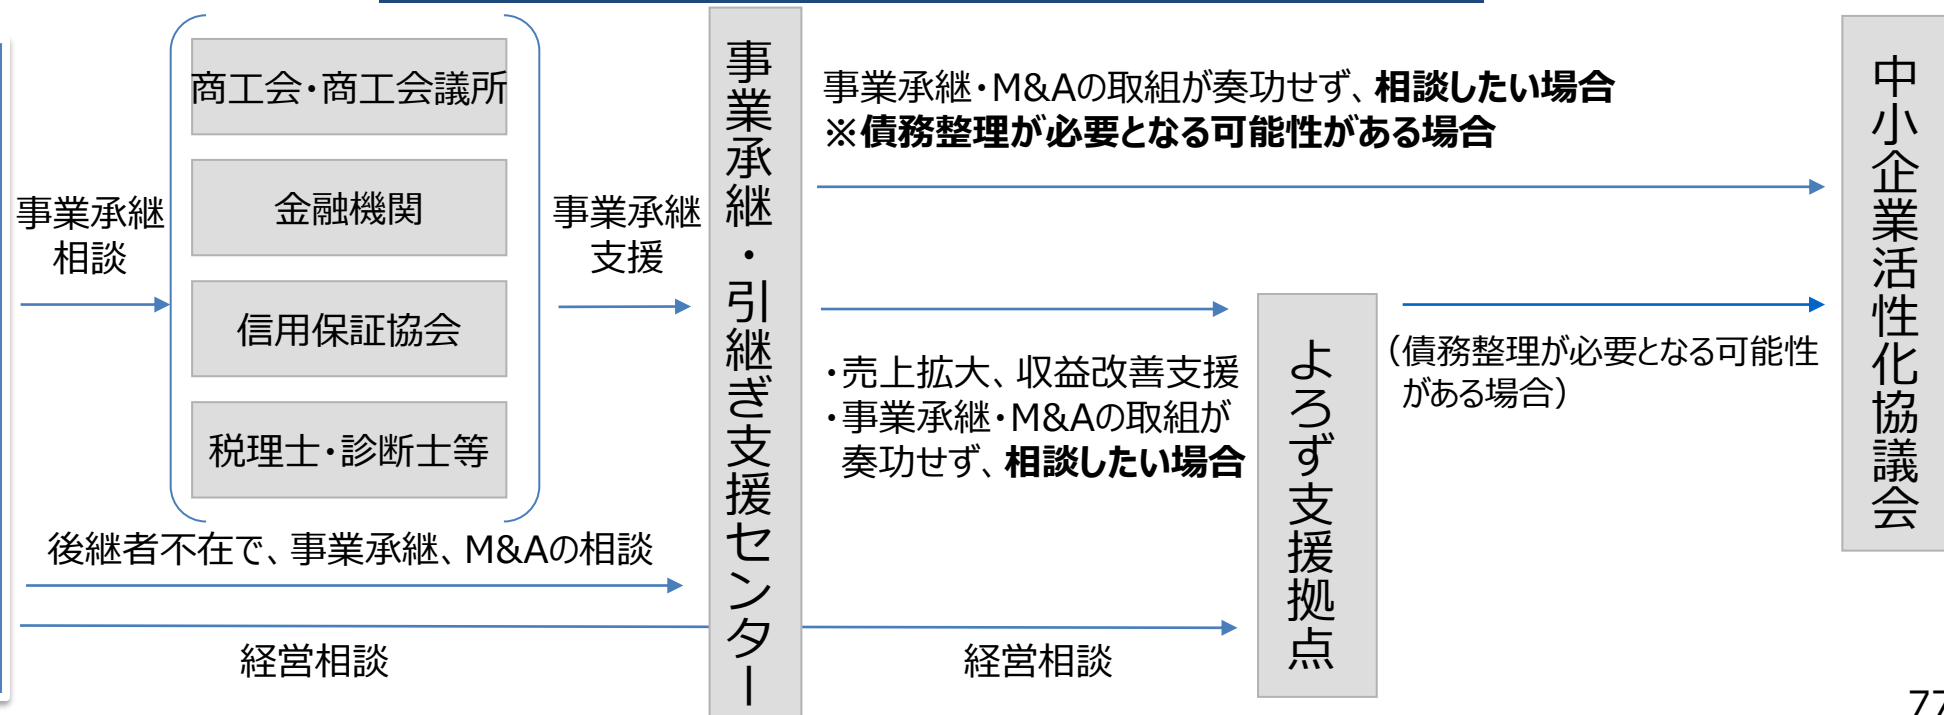 事業承継
相談
商工会・商工会議所
金融機関
信用保証協会
税理士・診断士等
事業承継
支援
後継者不在で、事業承継、M&Aの相談
経営相談
事業承継・引継ぎ支援センター
事業承継・M&Aの取組が奏功せず、相談したい場合
※債務整理が必要となる可能性がある場合
・売上拡大、収益改善支援
・事業承継・M&Aの取組が
奏功せず、相談したい場合
経営相談
よろず支援拠点
（債務整理が必要となる可能性
がある場合）
中小企業活性化協議会
77